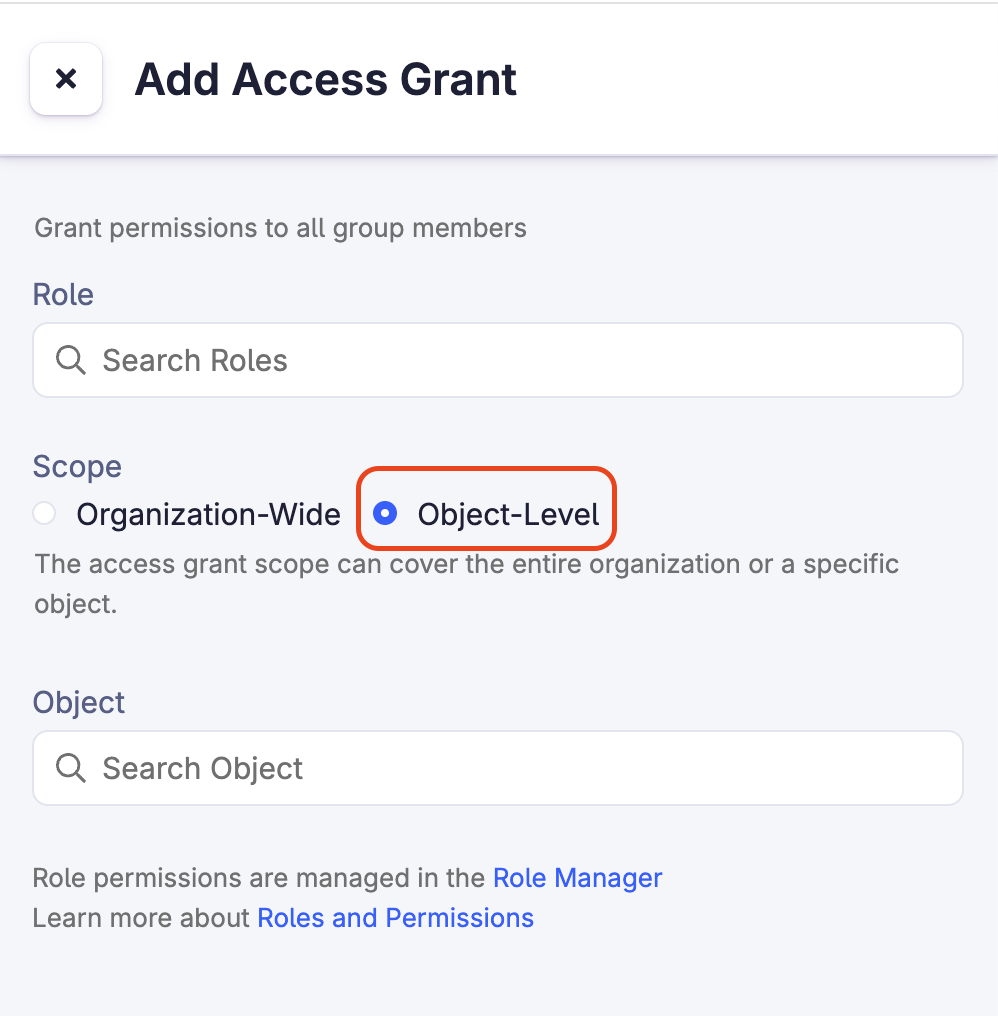 Add Access Grant
Grant permissions to all group members
Role
Search Roles
Scope
Organization-Wide Object-Level
The access grant scope can cover the entire organization or a specific
object.
Object
Search Object
Role permissions are managed in the Role Manager
Learn more about Roles and Permissions